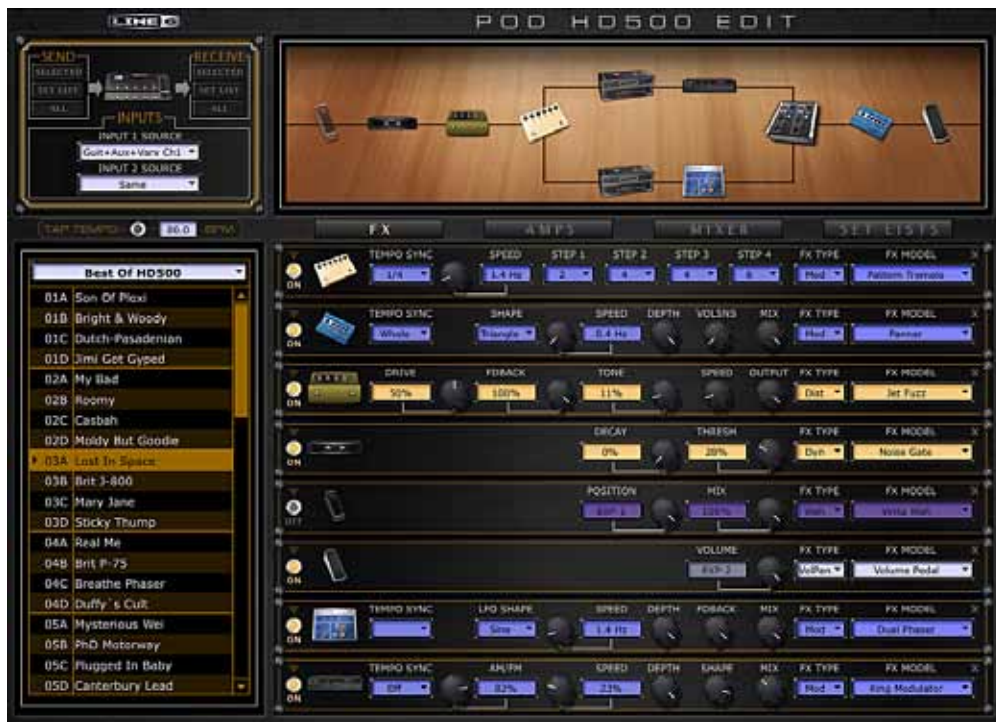 LINE 6
POD HD500 EDIT
SEND
RECEIVE
SELECTED
SELECTED
SET LIST
SET LIST
ALL
ALL
INPUTS
INPUT 1 SOURCE
Guit+Aux+Varx Ch1
INPUT 2 SOURCE
Same
TAP TEMPO 86.0 BPM
FX AMPS MIXER SET LISTS
Best Of HD500
01A Son Of Plexi
01B Bright & Woody
01C Dutch-Pasadenian
01D Jimi Get Gyped
02A My Bad
02B Roomy
02C Casbah
02D Moldy But Goodie
03A Lost In Space
03B Brit J-800
03C Mary Jane
03D Sticky Thump
04A Real Me
04B Brit P-75
04C Breathe Phaser
04D Duffy`s Cult
05A Mysterious Wei
05B PhD Motorway
05C Plugged In Baby
05D Canterbury Lead
TEMPO SYNC SPEED STEP 1 STEP 2 STEP 3 STEP 4 FX TYPE FX MODEL X
ON 1/4 1.4 Hz 2 4 4 6 Mod Pattern Tremolo
TEMPO SYNC SHAPE SPEED DEPTH VOLSNS MIX FX TYPE FX MODEL X
ON Whole Triangle 0.4 Hz Mod Panner
DRIVE FDBACK TONE SPEED OUTPUT FX TYPE FX MODEL X
ON 50% 100% 11% Dist Jet Fuzz
DECAY THRESH FX TYPE FX MODEL X
ON 0% 28% Dyn Noise Gate
POSITION MIX FX TYPE FX MODEL X
OFF EXP-1 100% Wah
VOLUME FX TYPE FX MODEL X
ON EXP-2 VolPan Volume Pedal
TEMPO SYNC LFO SHAPE SPEED DEPTH FDBACK MIX FX TYPE FX MODEL X
ON Sine 1.4 Hz Mod Dual Phaser
TEMPO SYNC AM/FM SPEED DEPTH SHAPE MIX FX TYPE FX MODEL X
ON Off 82% 23% Mod Ring Modulator